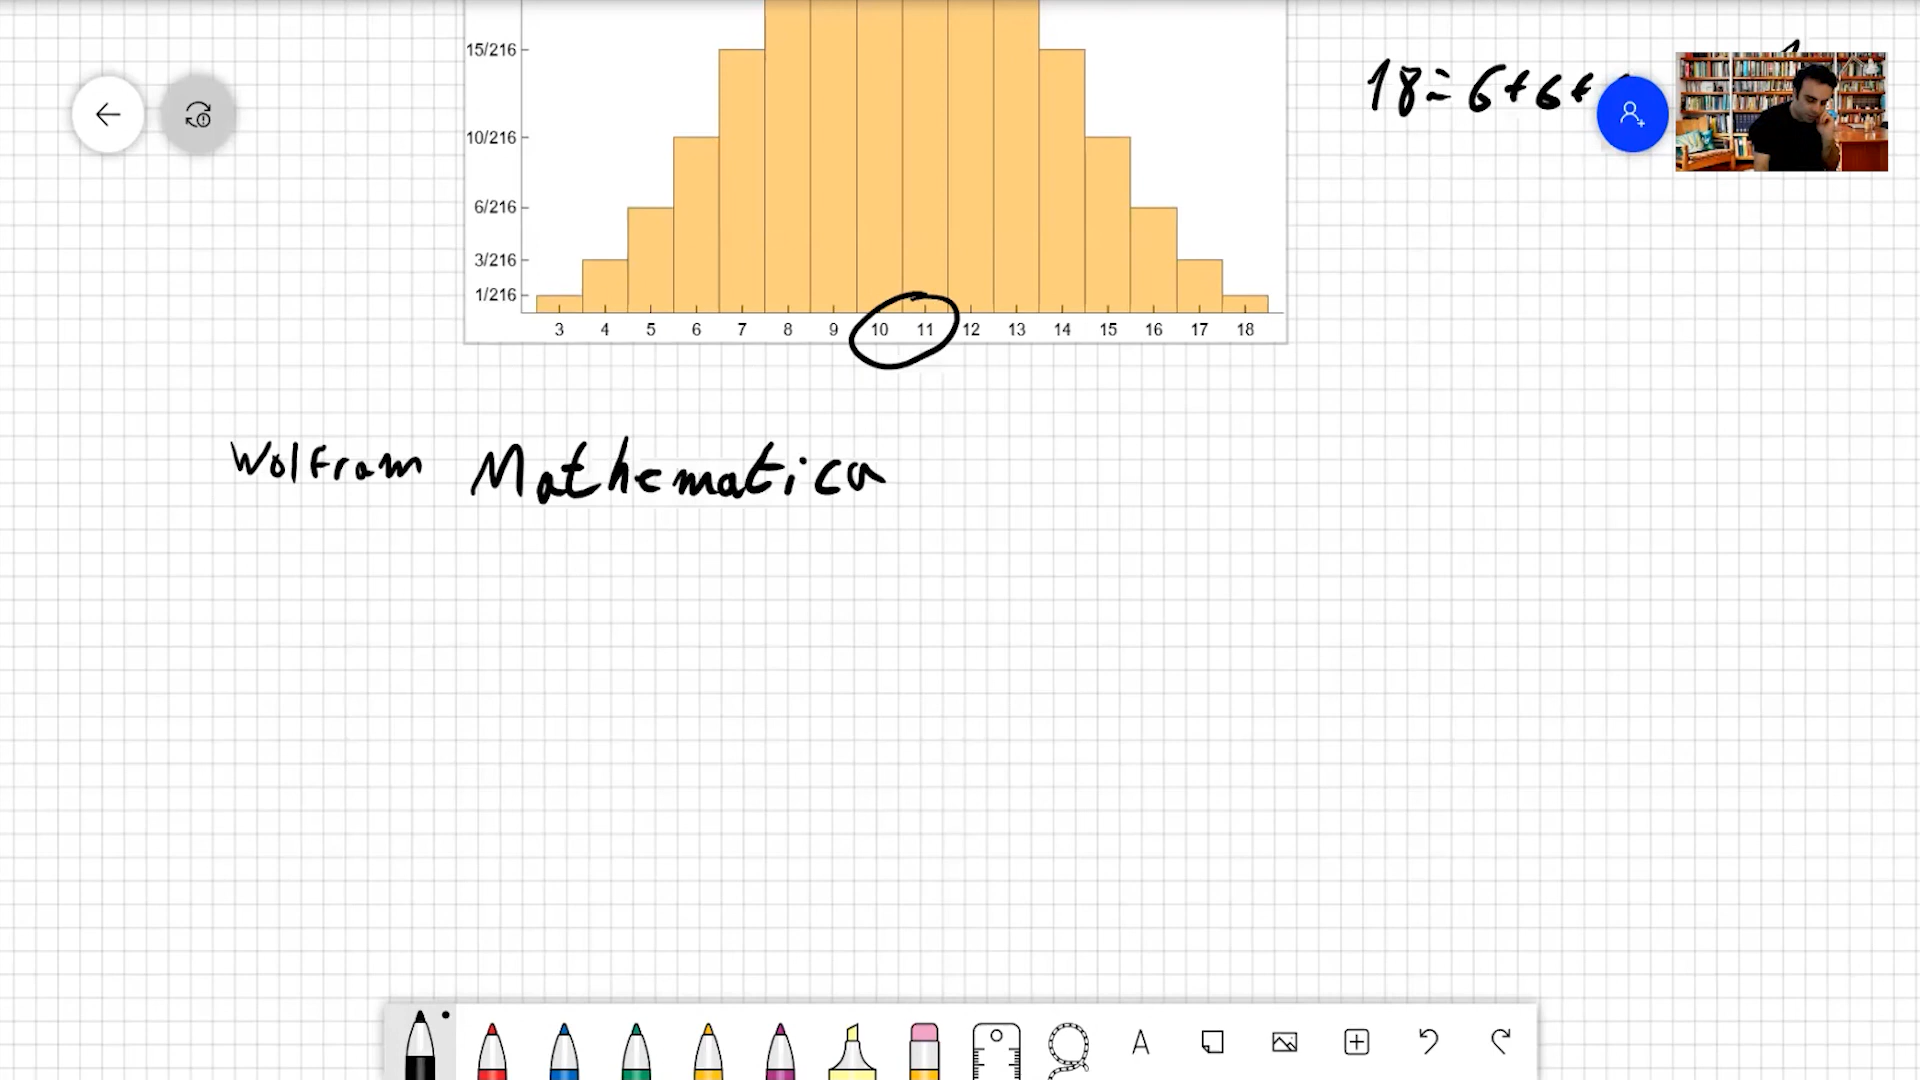 15/216
18 = 6+6+
10/216
6/216
3/216
1/216
3 4 5 6 7 8 9 10 11 12 13 14 15 16 17 18
Wolfram Mathematica
A